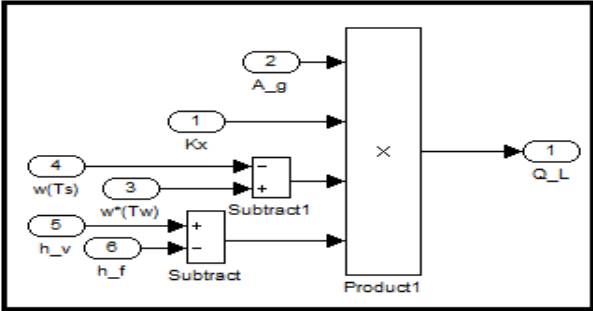 2
A_g
1
Kx
4
w(Ts)
3
w*(Tw)
−
+
Subtract1
5
h_v
6
h_f
+
−
Subtract
×
Product1
1
Q_L